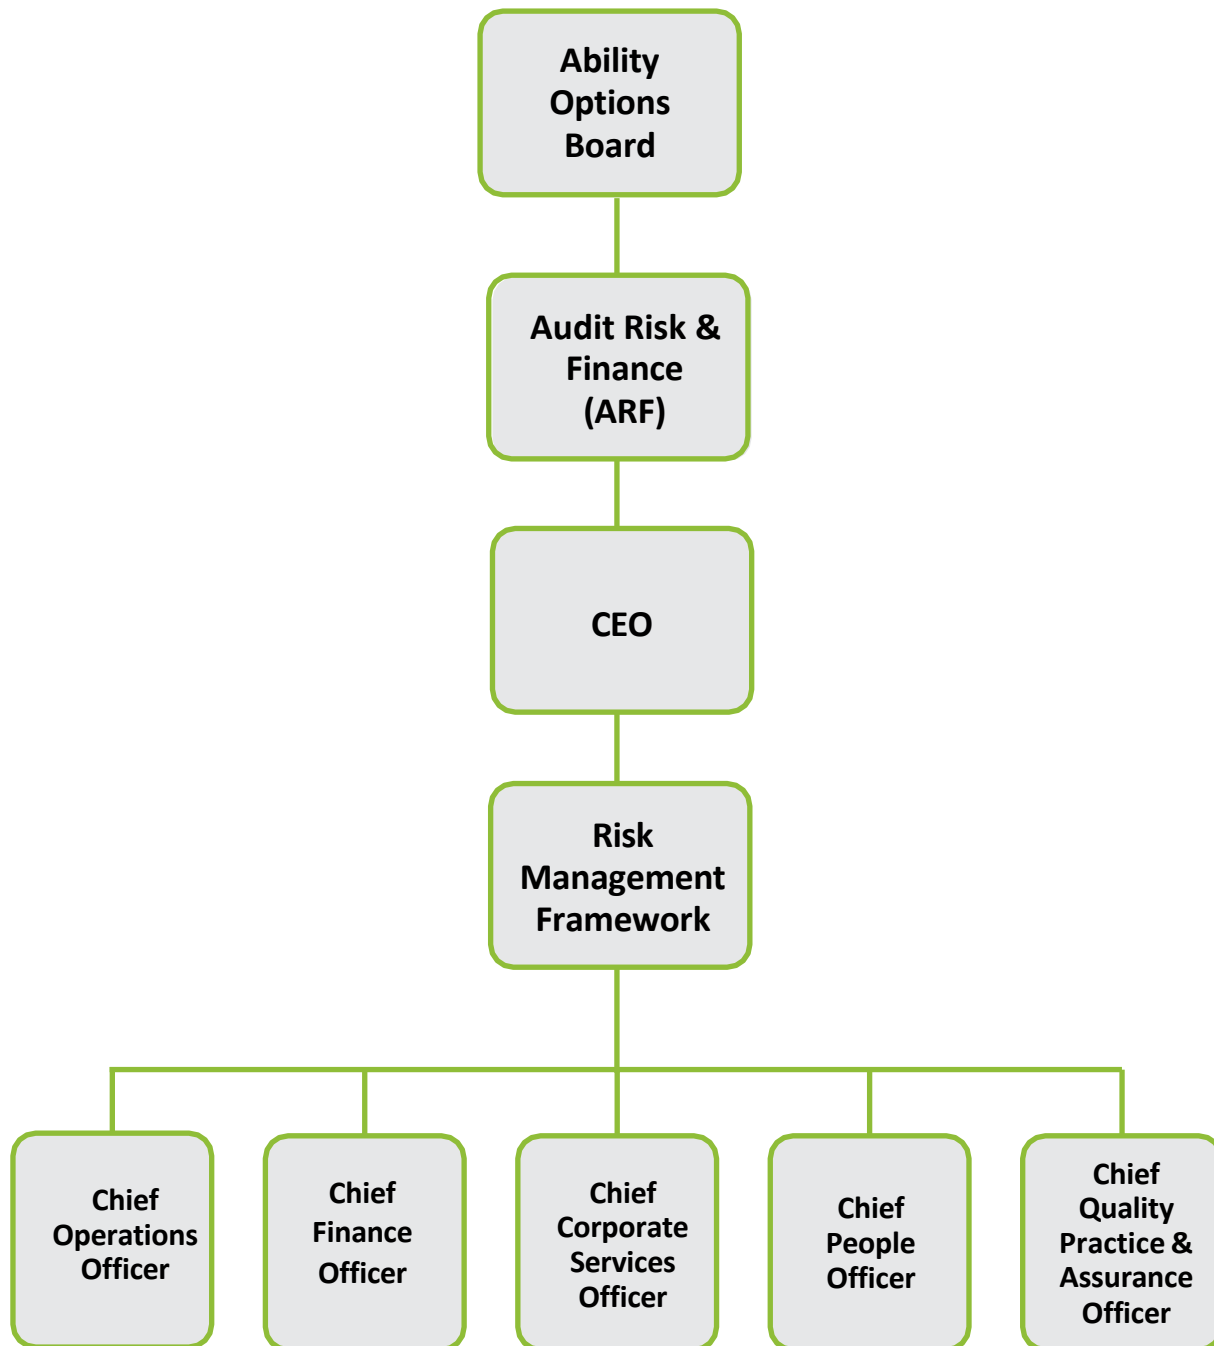 Ability
Options
Board
Audit Risk &
Finance
(ARF)
CEO
Risk
Management
Framework
Chief
Operations
Officer
Chief
Finance
Officer
Chief
Corporate
Services
Officer
Chief
People
Officer
Chief
Quality
Practice &
Assurance
Officer